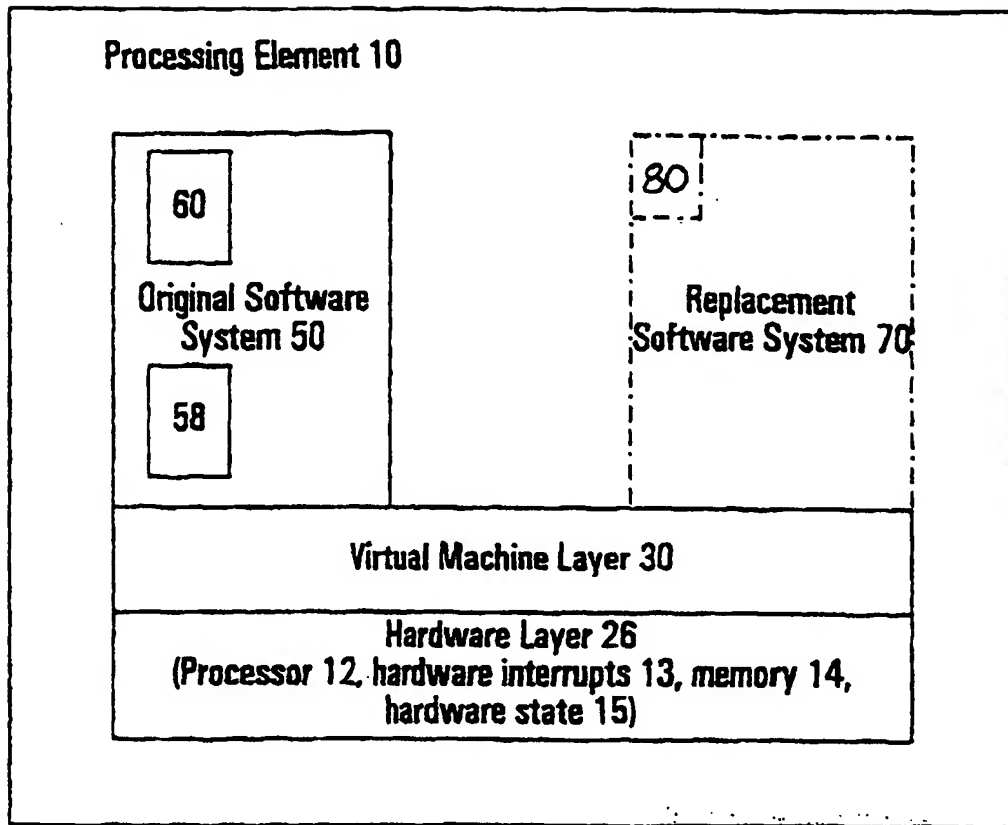 Processing Element 10
60
Original Software
System 50
58
80
Replacement
Software System 70
Virtual Machine Layer 30
Hardware Layer 26
(Processor 12, hardware interrupts 13, memory 14,
hardware state 15)